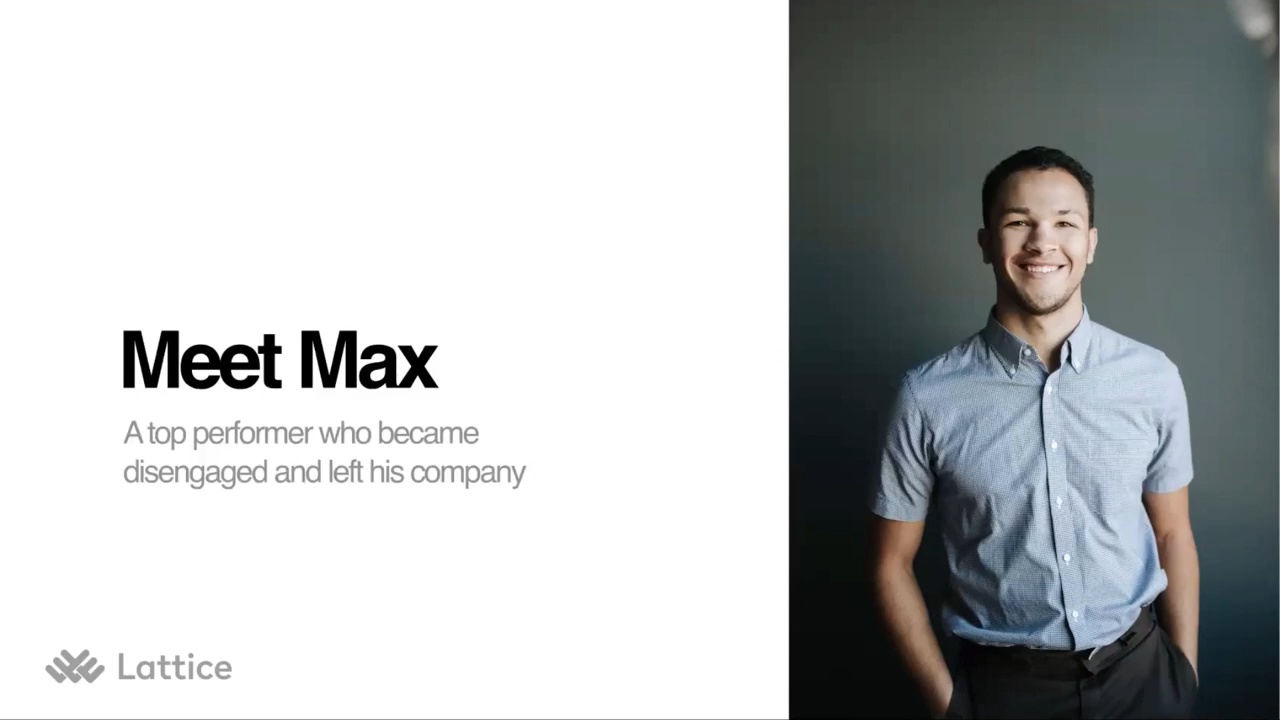 Meet Max
A top performer who became
disengaged and left his company
Lattice